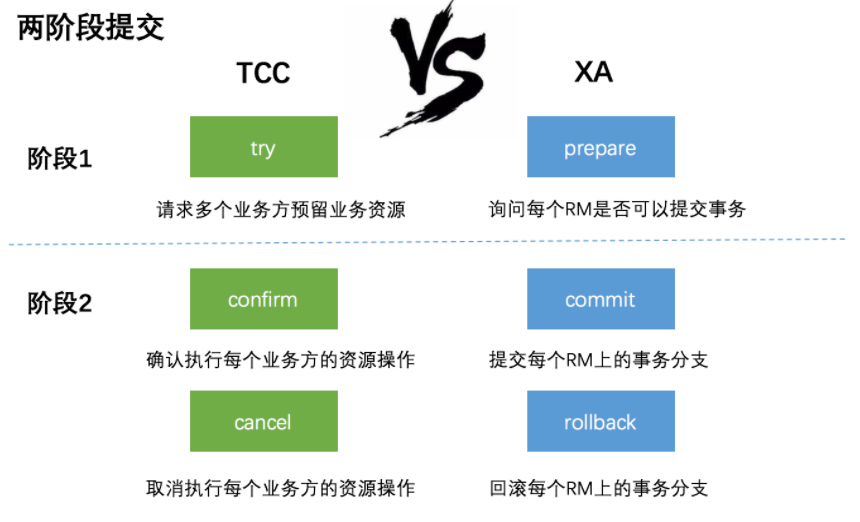 两阶段提交
TCC
VS
XA
阶段1
try
prepare
请求多个业务方预留业务资源
询问每个RM是否可以提交事务
阶段2
confirm
commit
确认执行每个业务方的资源操作
提交每个RM上的事务分支
cancel
rollback
取消执行每个业务方的资源操作
回滚每个RM上的事务分支